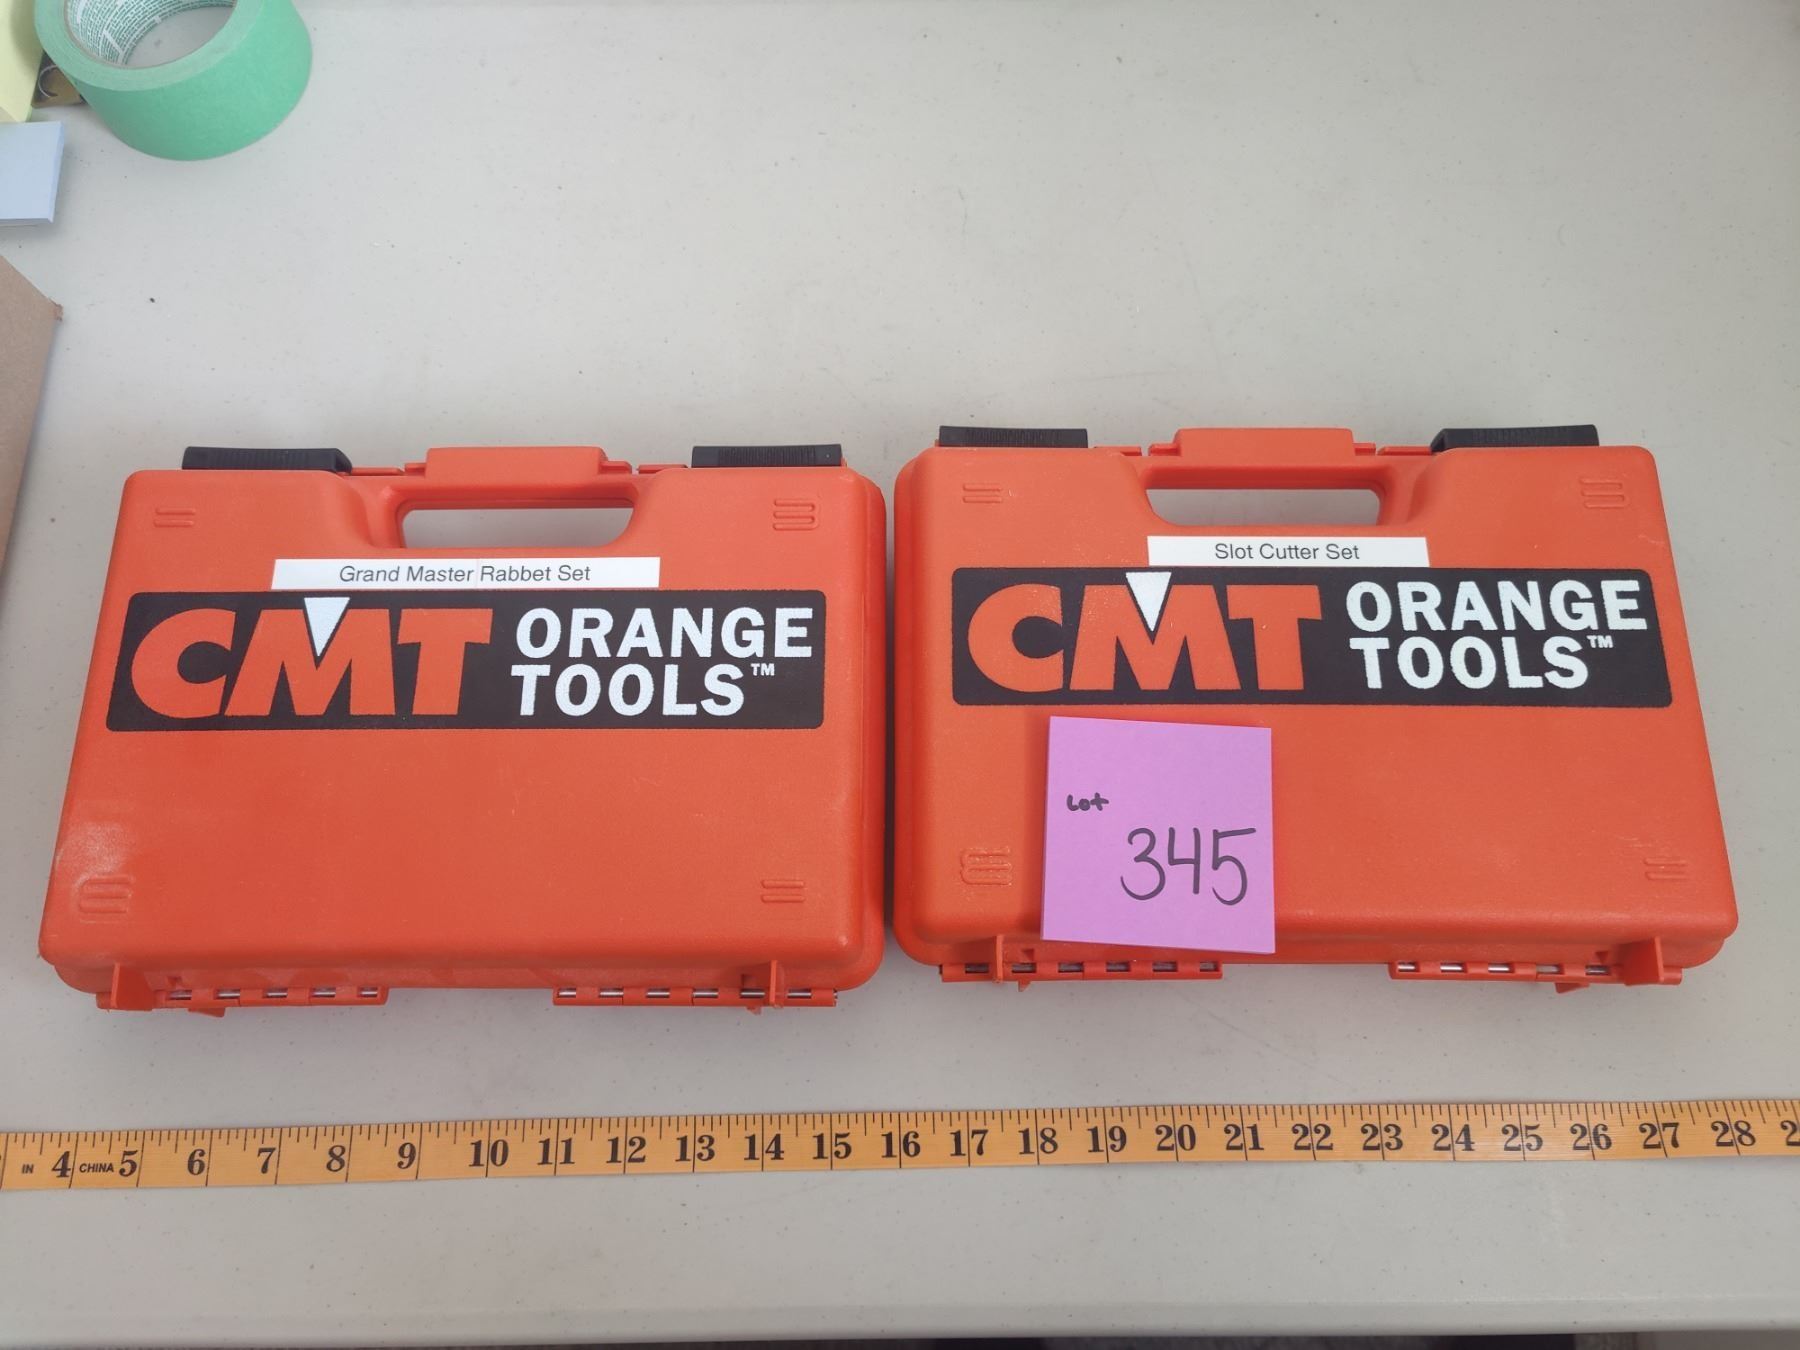 Grand Master Rabbet Set
CMT ORANGE
TOOLS™
Slot Cutter Set
CMT ORANGE
TOOLS™
Lot
345
IN 4 CHINA 5 6 7 8 9 10 11 12 13 14 15 16 17 18 19 20 21 22 23 24 25 26 27 28 2